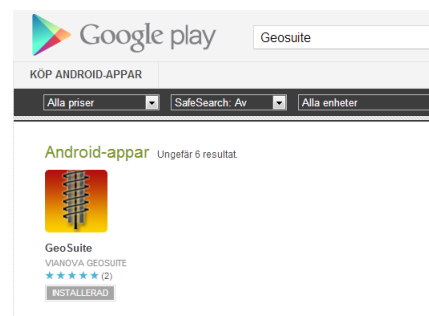 Google play
Geosuite
KÖP ANDROID-APPAR
Alla priser
SafeSearch: Av
Alla enheter
Android-appar Ungefär 6 resultat.
GeoSuite
VIANOVA GEOSUITE
(2)
INSTALLERAD